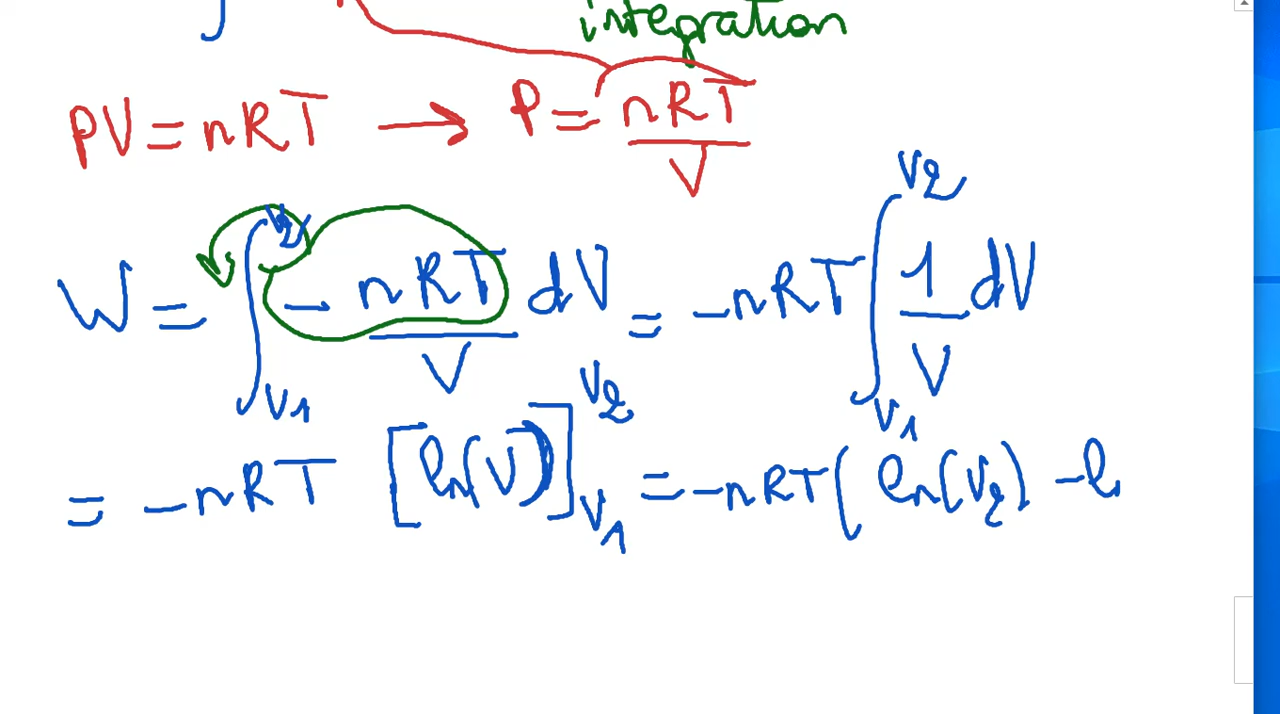 integration
PV = nRT → P = nRT/V
W = ∫_{V1}^{V2} - nRT/V dV = -nRT ∫_{V1}^{V2} 1/V dV
= -nRT [ln(V)]_{V1}^{V2} = -nRT( ln(V2) - l